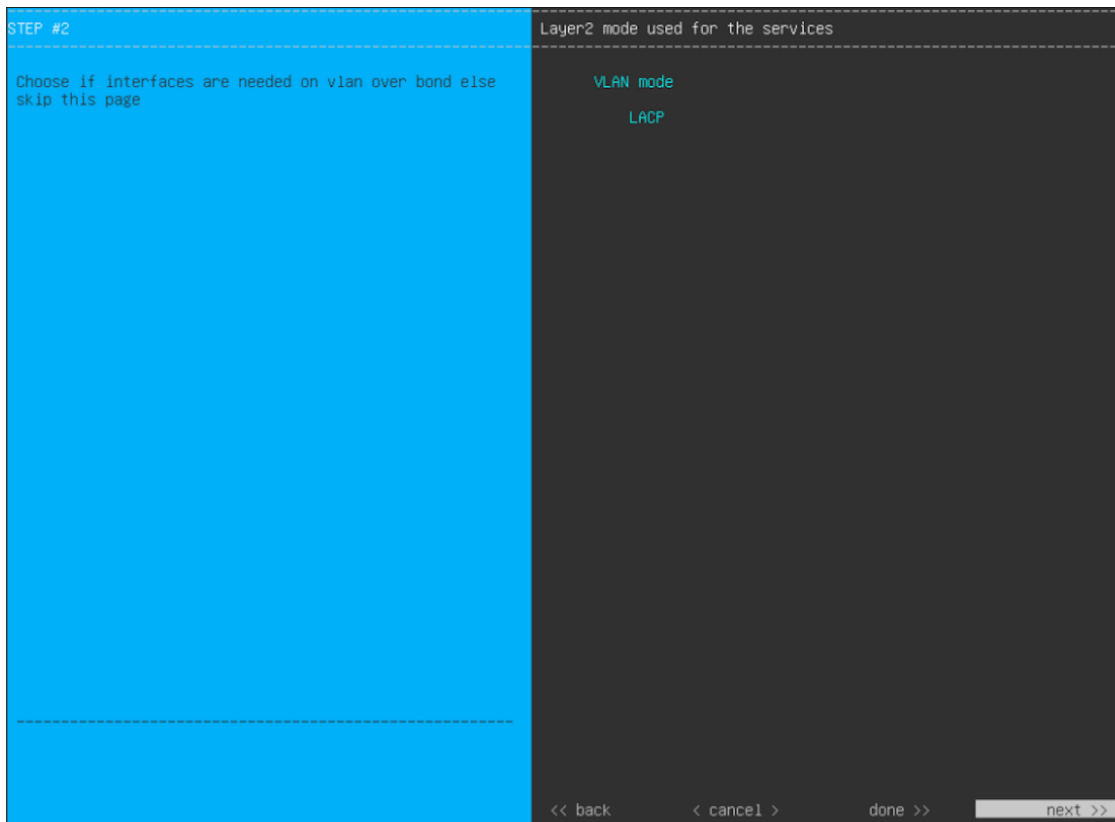 STEP #2
Choose if interfaces are needed on vlan over bond else
skip this page
Layer2 mode used for the services
VLAN mode
LACP
<< back < cancel > done >> next >>